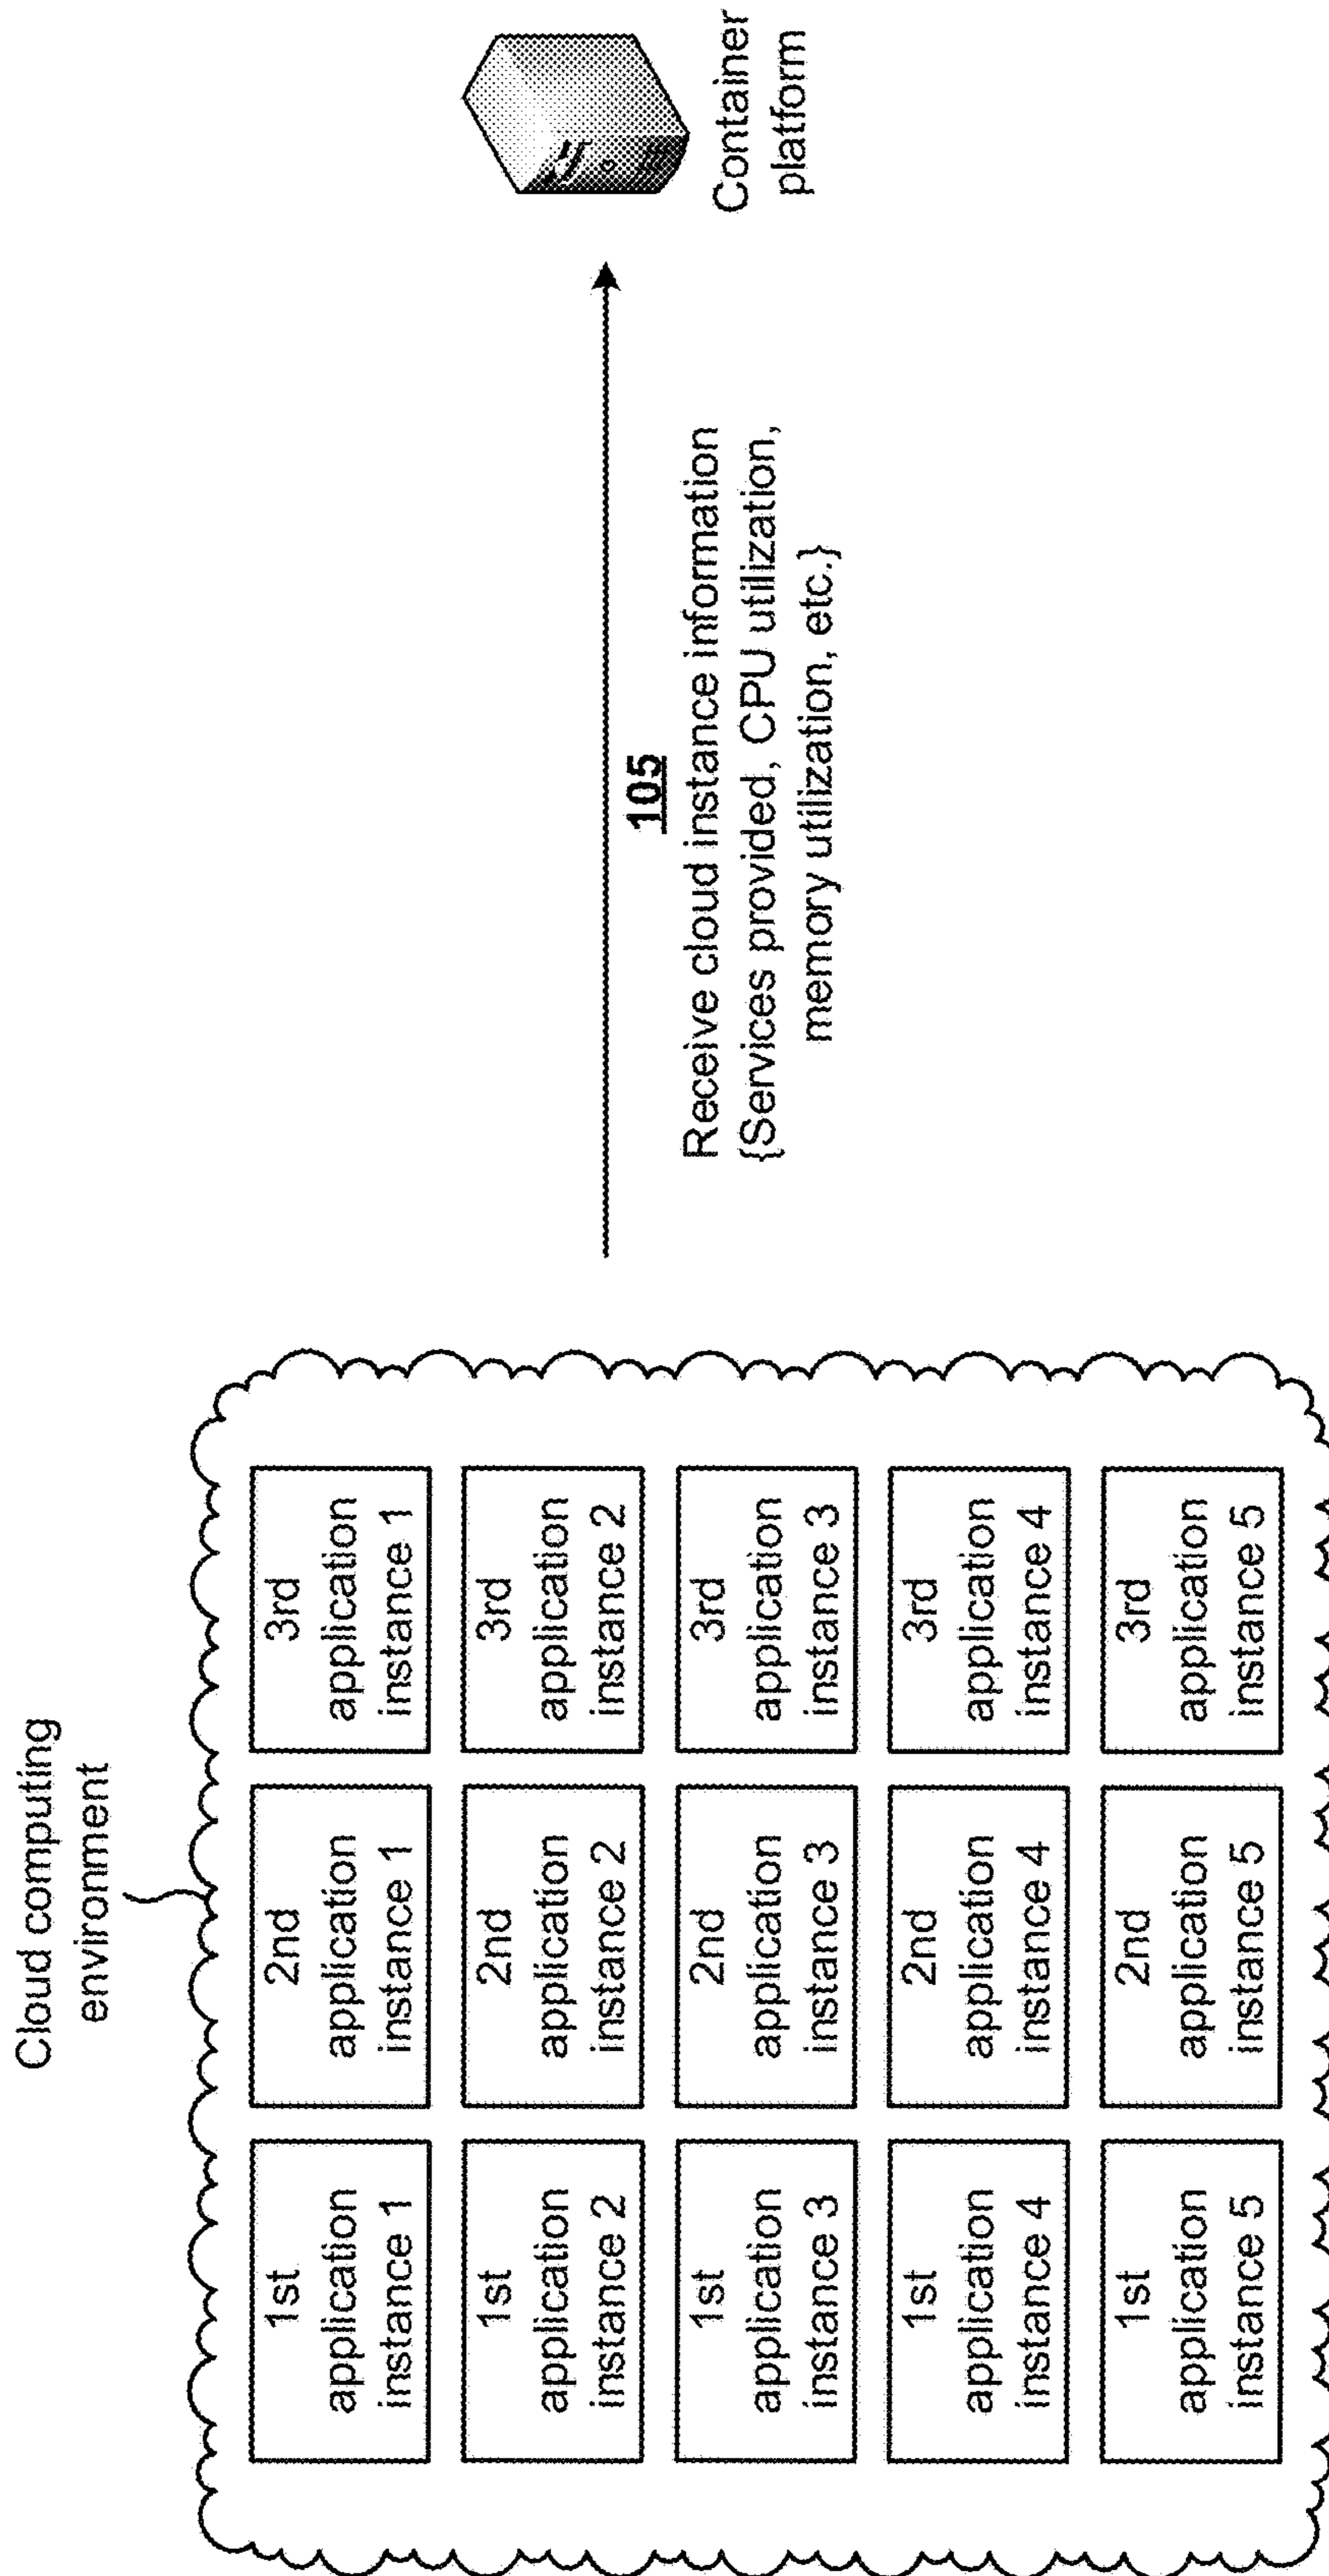 Cloud computing
environment
1st
application
instance 1
2nd
application
instance 1
3rd
application
instance 1
1st
application
instance 2
2nd
application
instance 2
3rd
application
instance 2
1st
application
instance 3
2nd
application
instance 3
3rd
application
instance 3
1st
application
instance 4
2nd
application
instance 4
3rd
application
instance 4
1st
application
instance 5
2nd
application
instance 5
3rd
application
instance 5
105
Receive cloud instance information
{Services provided, CPU utilization,
memory utilization, etc.}
Container
platform